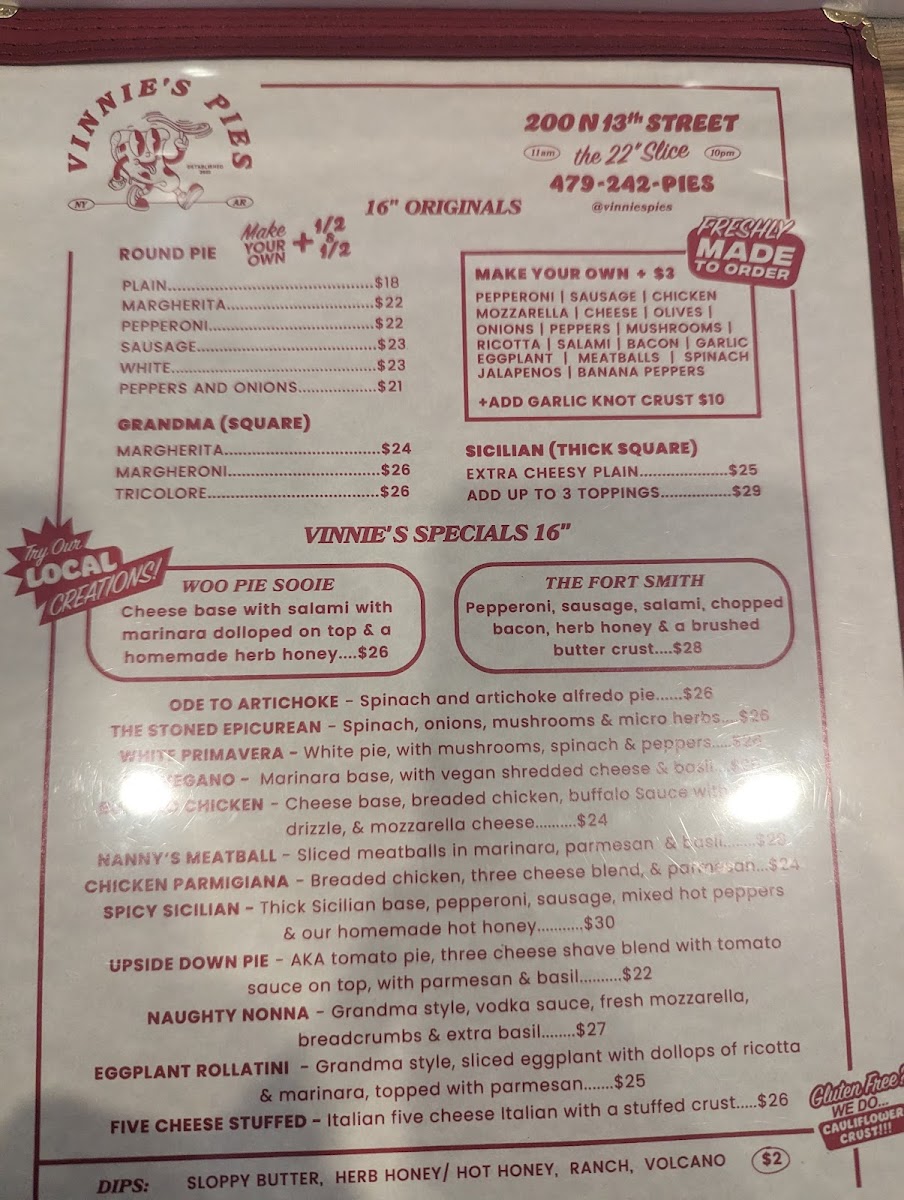 VINNIE'S PIES
ESTABLISHED
NY
AR
200 N 13th STREET
11am the 22" Slice 10pm
479-242-PIES
@vinniespies
16" ORIGINALS
FRESHLY
MADE
TO ORDER
ROUND PIE
Make
YOUR
OWN
+ 1/2
&
1/2
PLAIN...$18
MARGHERITA...$22
PEPPERONI...$22
SAUSAGE...$23
WHITE...$23
PEPPERS AND ONIONS...$21
MAKE YOUR OWN + $3
PEPPERONI | SAUSAGE | CHICKEN
MOZZARELLA | CHEESE | OLIVES |
ONIONS | PEPPERS | MUSHROOMS |
RICOTTA | SALAMI | BACON | GARLIC
EGGPLANT | MEATBALLS | SPINACH
JALAPENOS | BANANA PEPPERS
+ADD GARLIC KNOT CRUST $10
GRANDMA (SQUARE)
MARGHERITA...$24
MARGHERONI...$26
TRICOLORE...$26
SICILIAN (THICK SQUARE)
EXTRA CHEESY PLAIN...$25
ADD UP TO 3 TOPPINGS...$29
VINNIE'S SPECIALS 16"
Try Our
LOCAL
CREATIONS!
WOO PIE SOOIE
Cheese base with salami with
marinara dolloped on top & a
homemade herb honey....$26
THE FORT SMITH
Pepperoni, sausage, salami, chopped
bacon, herb honey & a brushed
butter crust....$28
ODE TO ARTICHOKE - Spinach and artichoke alfredo pie......$26
THE STONED EPICUREAN - Spinach, onions, mushrooms & micro herbs....$26
WHITE PRIMAVERA - White pie, with mushrooms, spinach & peppers.....$26
- Marinara base, with vegan shredded cheese & basil
CHICKEN - Cheese base, breaded chicken, buffalo Sauce with
drizzle, & mozzarella cheese..........$24
NANNY'S MEATBALL - Sliced meatballs in marinara, parmesan & basil........$28
CHICKEN PARMIGIANA - Breaded chicken, three cheese blend, & parmesan...$24
SPICY SICILIAN - Thick Sicilian base, pepperoni, sausage, mixed hot peppers
& our homemade hot honey...........$30
UPSIDE DOWN PIE - AKA tomato pie, three cheese shave blend with tomato
sauce on top, with parmesan & basil..........$22
NAUGHTY NONNA - Grandma style, vodka sauce, fresh mozzarella,
breadcrumbs & extra basil........$27
EGGPLANT ROLLATINI - Grandma style, sliced eggplant with dollops of ricotta
& marinara, topped with parmesan.......$25
FIVE CHEESE STUFFED - Italian five cheese Italian with a stuffed crust.....$26
Gluten Free?
WE DO...
CAULIFLOWER
CRUST!!!
DIPS: SLOPPY BUTTER, HERB HONEY/ HOT HONEY, RANCH, VOLCANO $2